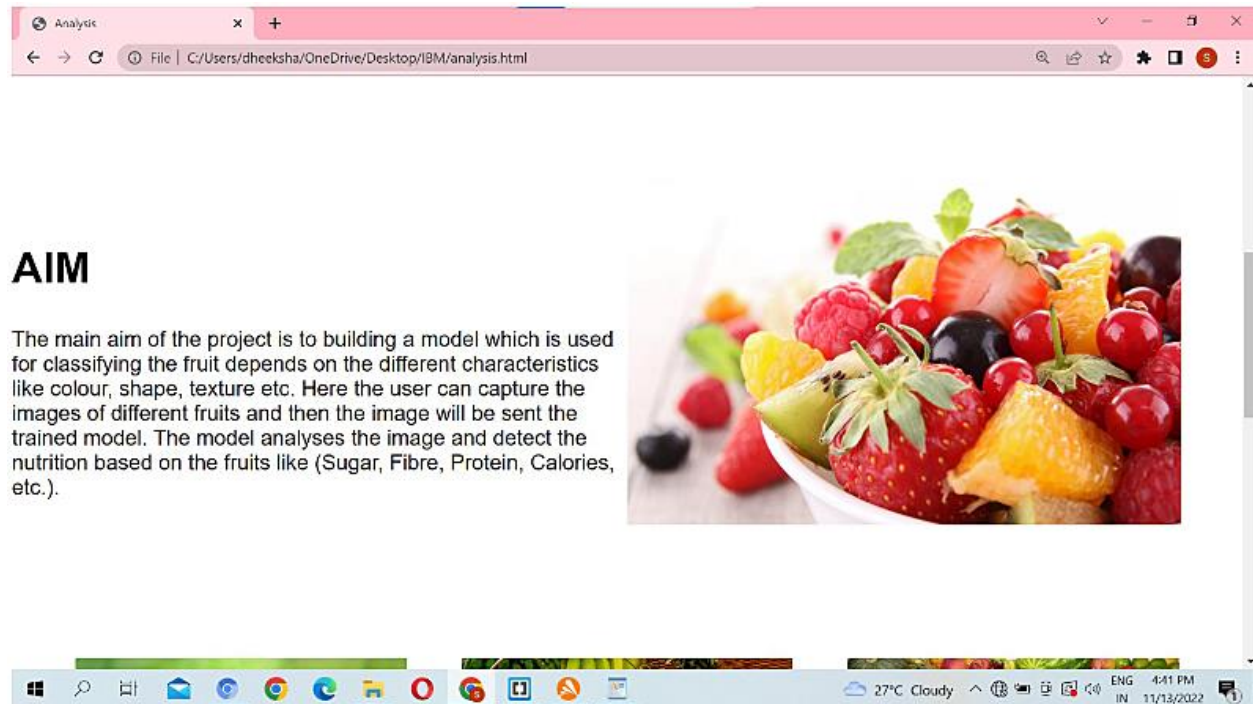 Analysis
File | C:/Users/dheeksha/OneDrive/Desktop/IBM/analysis.html
S
AIM
The main aim of the project is to building a model which is used
for classifying the fruit depends on the different characteristics
like colour, shape, texture etc. Here the user can capture the
images of different fruits and then the image will be sent the
trained model. The model analyses the image and detect the
nutrition based on the fruits like (Sugar, Fibre, Protein, Calories,
etc.).
27°C Cloudy
ENG
IN
4:41 PM
11/13/2022